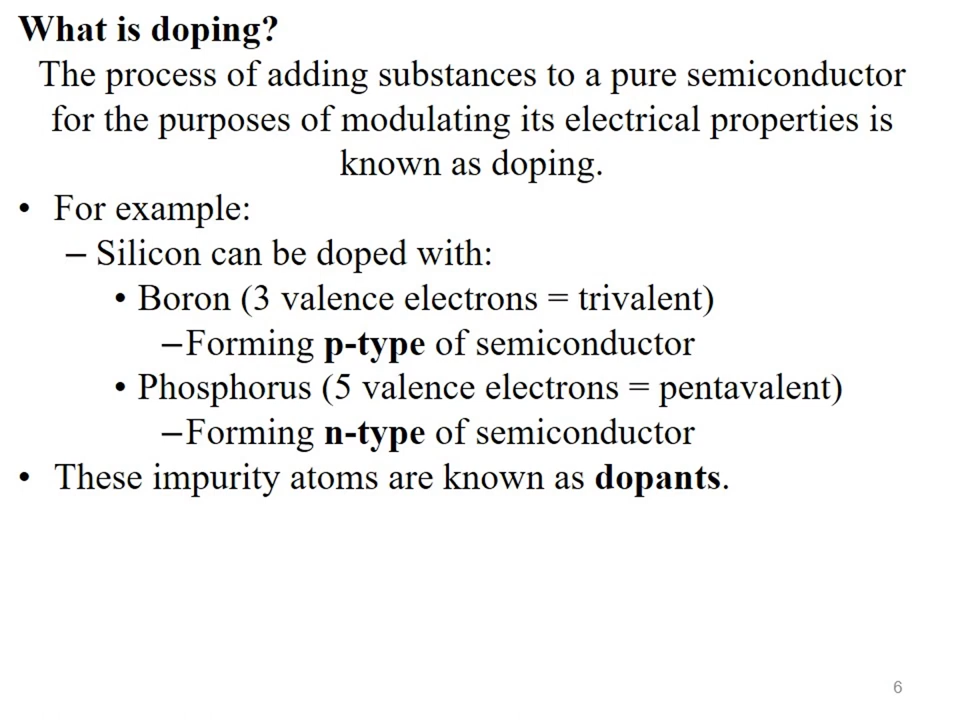 What is doping?
The process of adding substances to a pure semiconductor
for the purposes of modulating its electrical properties is
known as doping.
• For example:
– Silicon can be doped with:
• Boron (3 valence electrons = trivalent)
–Forming p-type of semiconductor
• Phosphorus (5 valence electrons = pentavalent)
–Forming n-type of semiconductor
• These impurity atoms are known as dopants.
6